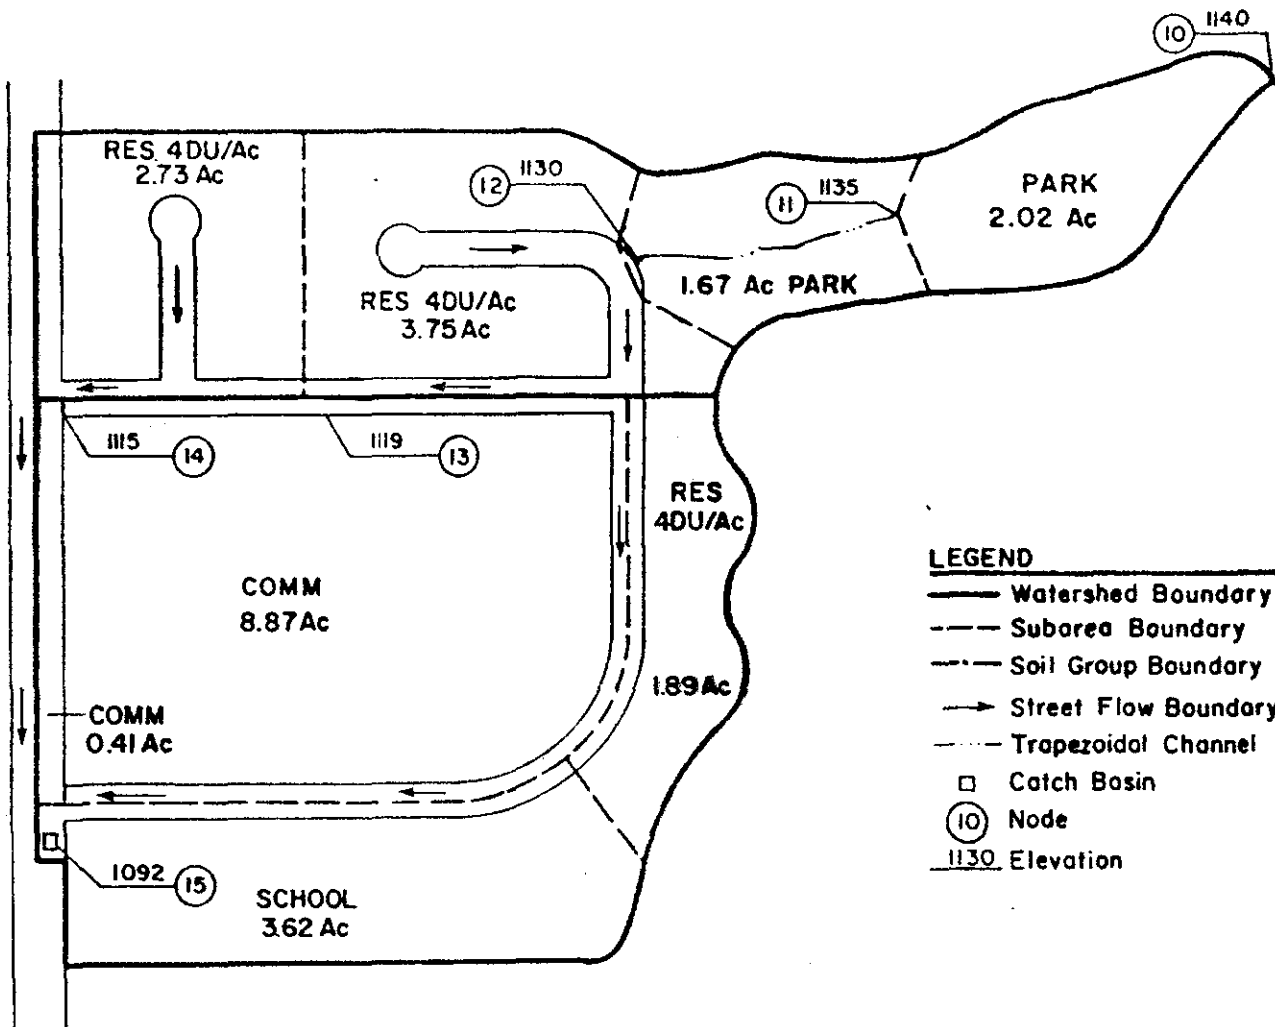 10 1140
RES 4DU/Ac
2.73 Ac
12 1130
11 1135
PARK
2.02 Ac
1.67 Ac PARK
RES 4DU/Ac
3.75 Ac
1115 14
1119 13
RES
4DU/Ac
COMM
8.87 Ac
1.89 Ac
COMM
0.41 Ac
1092 15
SCHOOL
3.62 Ac
LEGEND
Watershed Boundary
Subarea Boundary
Soil Group Boundary
Street Flow Boundary
Trapezoidal Channel
Catch Basin
10 Node
1130 Elevation